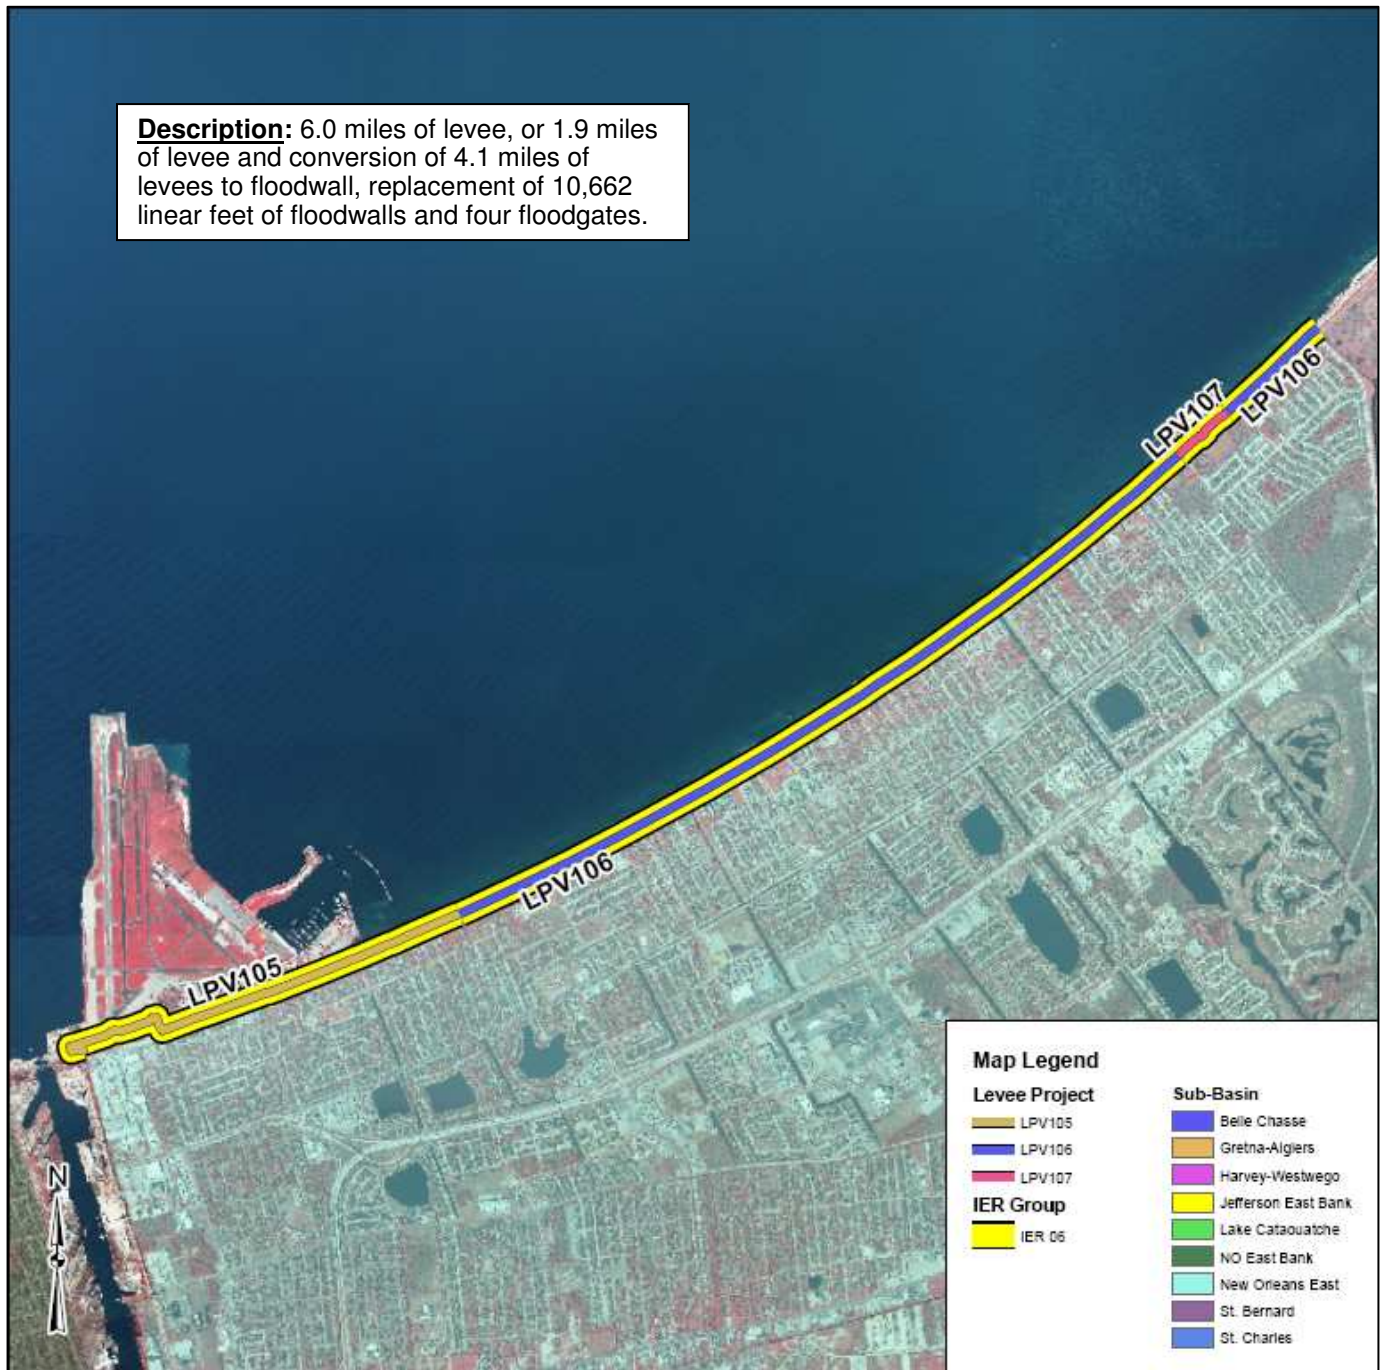 Description: 6.0 miles of levee, or 1.9 miles
of levee and conversion of 4.1 miles of
levees to floodwall, replacement of 10,662
linear feet of floodwalls and four floodgates.
LPV107
LPV106
LPV106
LPV105
N
Map Legend
Levee Project
LPV105
LPV106
LPV107
IER Group
IER 06
Sub-Basin
Belle Chasse
Gretna-Algiers
Harvey-Westwego
Jefferson East Bank
Lake Cataouatche
NO East Bank
New Orleans East
St. Bernard
St. Charles